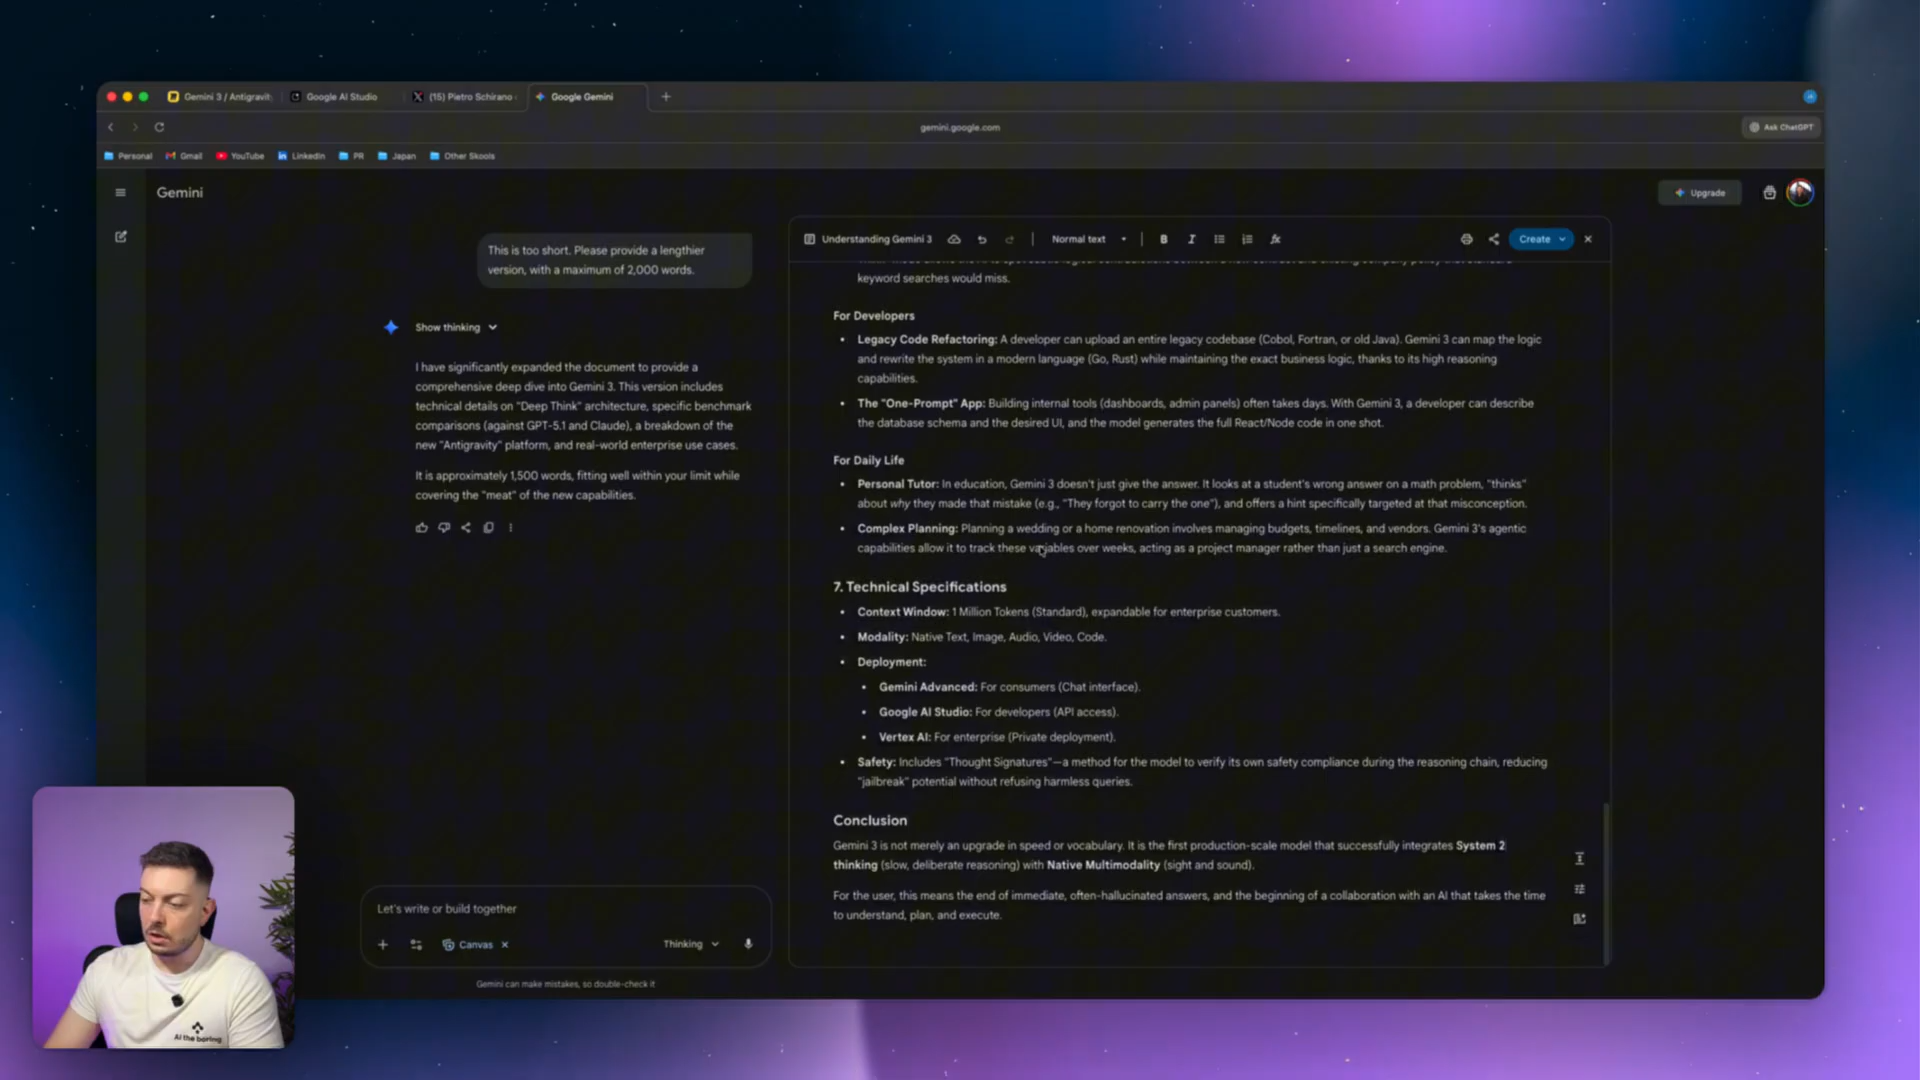 Gemini 3 / Antigravit
Google AI Studio
(15) Pietro Schirano
Google Gemini
gemini.google.com
Ask ChatGPT
Personal
Gmail
YouTube
LinkedIn
PR
Japan
Other Skools
Gemini
Upgrade
This is too short. Please provide a lengthier
version, with a maximum of 2,000 words.
Show thinking
I have significantly expanded the document to provide a
comprehensive deep dive into Gemini 3. This version includes
technical details on "Deep Think" architecture, specific benchmark
comparisons (against GPT-5.1 and Claude), a breakdown of the
new "Antigravity" platform, and real-world enterprise use cases.
It is approximately 1,500 words, fitting well within your limit while
covering the "meat" of the new capabilities.
Let's write or build together
Canvas
Thinking
Gemini can make mistakes, so double-check it
Understanding Gemini 3
Normal text
B
I
Create
keyword searches would miss.
For Developers
• Legacy Code Refactoring: A developer can upload an entire legacy codebase (Cobol, Fortran, or old Java). Gemini 3 can map the logic
and rewrite the system in a modern language (Go, Rust) while maintaining the exact business logic, thanks to its high reasoning
capabilities.
• The "One-Prompt" App: Building internal tools (dashboards, admin panels) often takes days. With Gemini 3, a developer can describe
the database schema and the desired UI, and the model generates the full React/Node code in one shot.
For Daily Life
• Personal Tutor: In education, Gemini 3 doesn't just give the answer. It looks at a student's wrong answer on a math problem, "thinks"
about why they made that mistake (e.g., "They forgot to carry the one"), and offers a hint specifically targeted at that misconception.
• Complex Planning: Planning a wedding or a home renovation involves managing budgets, timelines, and vendors. Gemini 3's agentic
capabilities allow it to track these variables over weeks, acting as a project manager rather than just a search engine.
7. Technical Specifications
• Context Window: 1 Million Tokens (Standard), expandable for enterprise customers.
• Modality: Native Text, Image, Audio, Video, Code.
• Deployment:
• Gemini Advanced: For consumers (Chat interface).
• Google AI Studio: For developers (API access).
• Vertex AI: For enterprise (Private deployment).
• Safety: Includes "Thought Signatures"—a method for the model to verify its own safety compliance during the reasoning chain, reducing
"jailbreak" potential without refusing harmless queries.
Conclusion
Gemini 3 is not merely an upgrade in speed or vocabulary. It is the first production-scale model that successfully integrates System 2
thinking (slow, deliberate reasoning) with Native Multimodality (sight and sound).
For the user, this means the end of immediate, often-hallucinated answers, and the beginning of a collaboration with an AI that takes the time
to understand, plan, and execute.
AI the boring